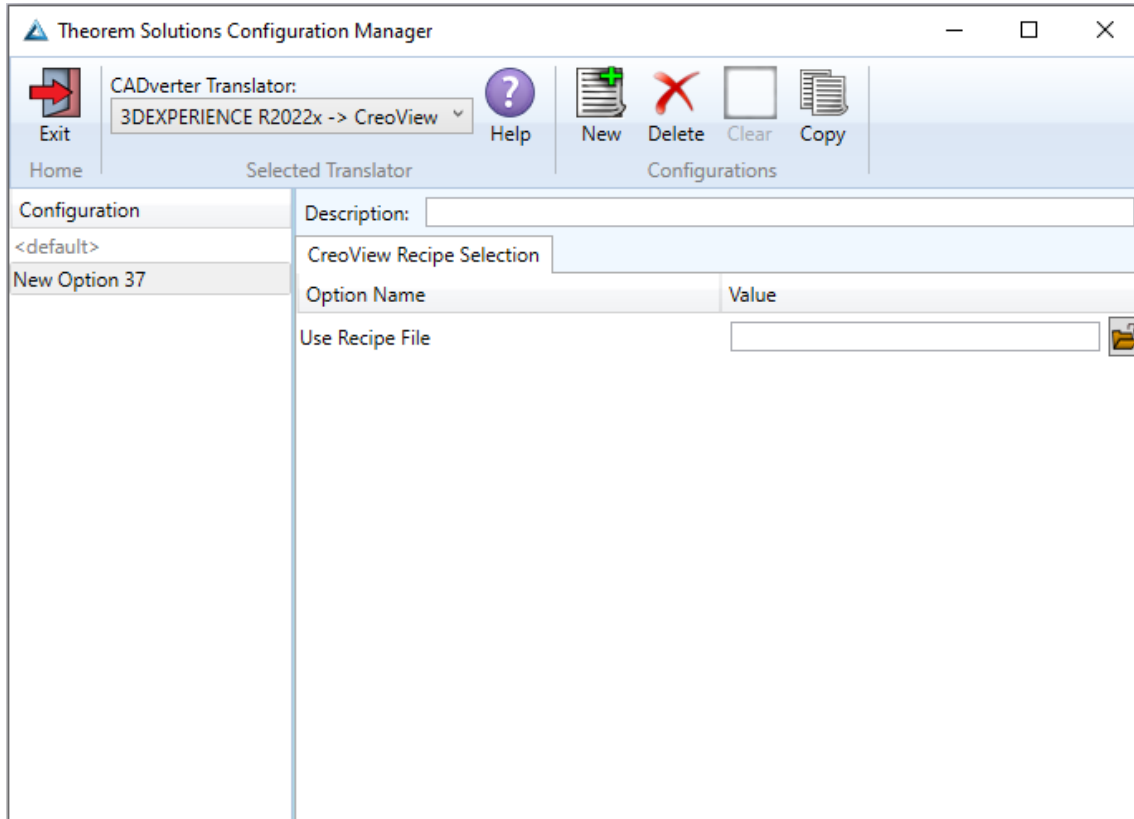 Theorem Solutions Configuration Manager
CADverter Translator:
3DEXPERIENCE R2022x -> CreoView
Exit
Help
New
Delete
Clear
Copy
Home
Selected Translator
Configurations
Configuration
Description:
<default>
CreoView Recipe Selection
New Option 37
Option Name
Value
Use Recipe File